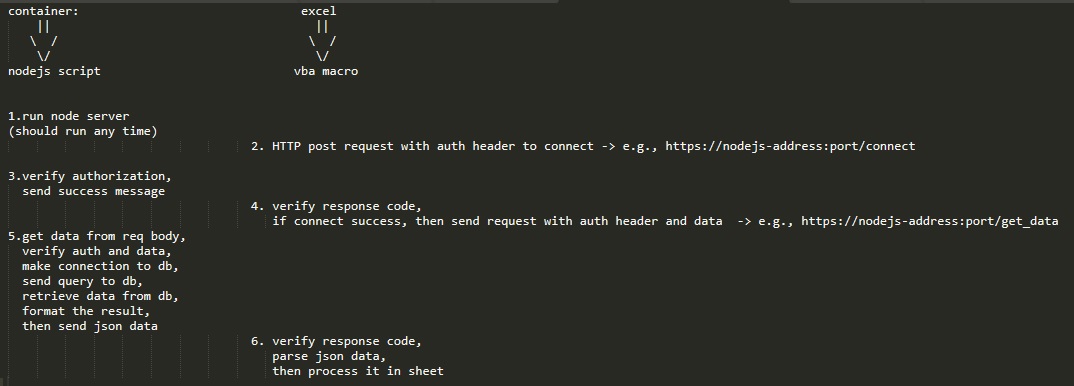 container: excel
|| ||
\ / \ /
\/ \/
nodejs script vba macro
1.run node server
(should run any time)
2. HTTP post request with auth header to connect -> e.g., https://nodejs-address:port/connect
3.verify authorization,
send success message
4. verify response code,
if connect success, then send request with auth header and data -> e.g., https://nodejs-address:port/get_data
5.get data from req body,
verify auth and data,
make connection to db,
send query to db,
retrieve data from db,
format the result,
then send json data
6. verify response code,
parse json data,
then process it in sheet